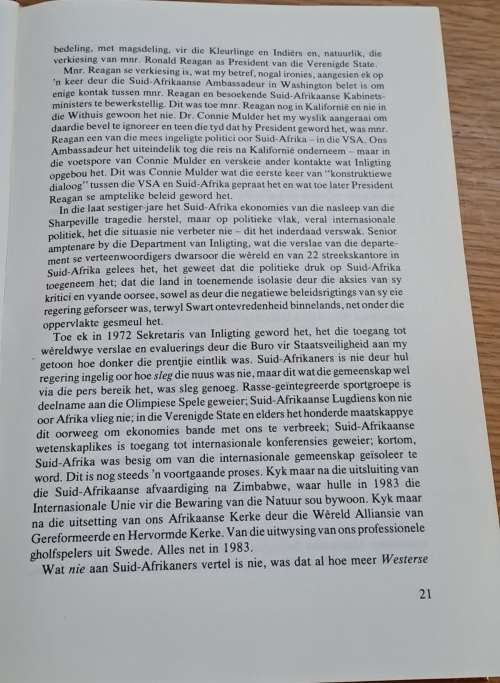 bedeling, met magsdeling, vir die Kleurlinge en Indiërs en, natuurlik, die
verkiesing van mnr. Ronald Reagan as President van die Verenigde State.
Mnr. Reagan se verkiesing is, wat my betref, nogal ironies, aangesien ek op
'n keer deur die Suid-Afrikaanse Ambassadeur in Washington belet is om
enige kontak tussen mnr. Reagan en besoekende Suid-Afrikaanse Kabinets-
ministers te bewerkstellig. Dit was toe mnr. Reagan nog in Kalifornië en nie in
die Withuis gewoon het nie. Dr. Connie Mulder het my wyslik aangeraai om
daardie bevel te ignoreer en teen die tyd dat hy President geword het, was mnr.
Reagan een van die mees ingeligte politici oor Suid-Afrika – in die VSA. Ons
Ambassadeur het uiteindelik tog die reis na Kalifornië onderneem – maar in
die voetspore van Connie Mulder en verskeie ander kontakte wat Inligting
opgebou het. Dit was Connie Mulder wat die eerste keer van "konstruktiewe
dialoog" tussen die VSA en Suid-Afrika gepraat het en wat toe later President
Reagan se amptelike beleid geword het.
In die laat sestiger-jare het Suid-Afrika ekonomies van die nasleep van die
Sharpeville tragedie herstel, maar op politieke vlak, veral internasionale
politiek, het die situasie nie verbeter nie – dit het inderdaad verswak. Senior
amptenare by die Department van Inligting, wat die verslae van die departe-
ment se verteenwoordigers dwarsoor die wêreld en van 22 streekskantore in
Suid-Afrika gelees het, het geweet dat die politieke druk op Suid-Afrika
toegeneem het; dat die land in toenemende isolasie deur die aksies van sy
kritici en vyande oorsee, sowel as deur die negatiewe beleidsrigtings van sy eie
regering geforseer was, terwyl Swart ontevredenheid binnelands, net onder die
oppervlakte gesmeul het.
Toe ek in 1972 Sekretaris van Inligting geword het, het die toegang tot
wêreldwye verslae en evaluerings deur die Buro vir Staatsveiligheid aan my
getoon hoe donker die prentjie eintlik was. Suid-Afrikaners is nie deur hul
regering ingelig oor hoe sleg die nuus was nie, maar dit wat die gemeenskap wel
via die pers bereik het, was sleg genoeg. Rasse-geïntegreerde sportgroepe is
deelname aan die Olimpiese Spele geweier; Suid-Afrikaanse Lugdiens kon nie
oor Afrika vlieg nie; in die Verenigde State en elders het honderde maatskappye
dit oorweeg om ekonomies bande met ons te verbreek; Suid-Afrikaanse
wetenskaplikes is toegang tot internasionale konferensies geweier; kortom,
Suid-Afrika was besig om van die internasionale gemeenskap geïsoleer te
word. Dit is nog steeds 'n voortgaande proses. Kyk maar na die uitsluiting van
die Suid-Afrikaanse afvaardiging na Zimbabwe, waar hulle in 1983 die
Internasionale Unie vir die Bewaring van die Natuur sou bywoon. Kyk maar
na die uitsetting van ons Afrikaanse Kerke deur die Wêreld Alliansie van
Gereformeerde en Hervormde Kerke. Van die uitwysing van ons professionele
gholfspelers uit Swede. Alles net in 1983.
Wat nie aan Suid-Afrikaners vertel is nie, was dat al hoe meer Westerse
21